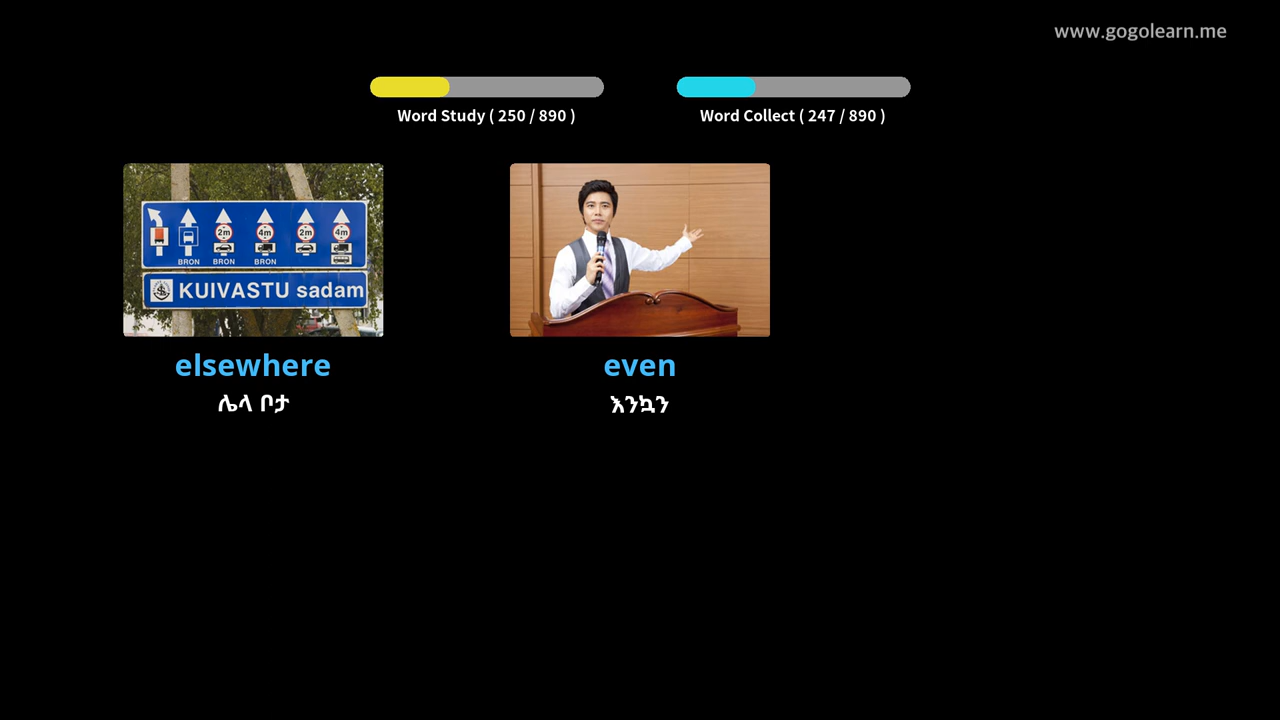 www.gogolearn.me
Word Study ( 250 / 890 )
Word Collect ( 247 / 890 )
2m
4m
2m
4m
BRON
BRON
BRON
KUIVASTU sadam
elsewhere
ሌላ ቦታ
even
እንኳን